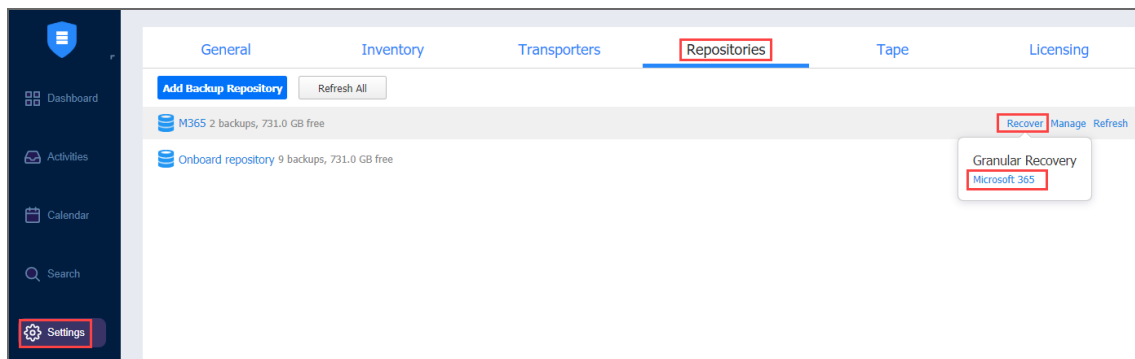 General Inventory Transporters Repositories Tape Licensing
Add Backup Repository Refresh All
Dashboard
M365 2 backups, 731.0 GB free Recover Manage Refresh
Activities
Onboard repository 9 backups, 731.0 GB free
Granular Recovery
Microsoft 365
Calendar
Search
Settings